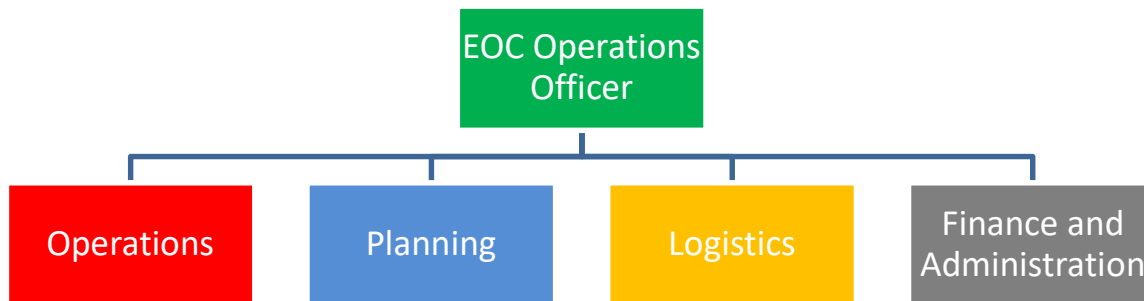 EOC Operations
Officer
Operations
Planning
Logistics
Finance and
Administration